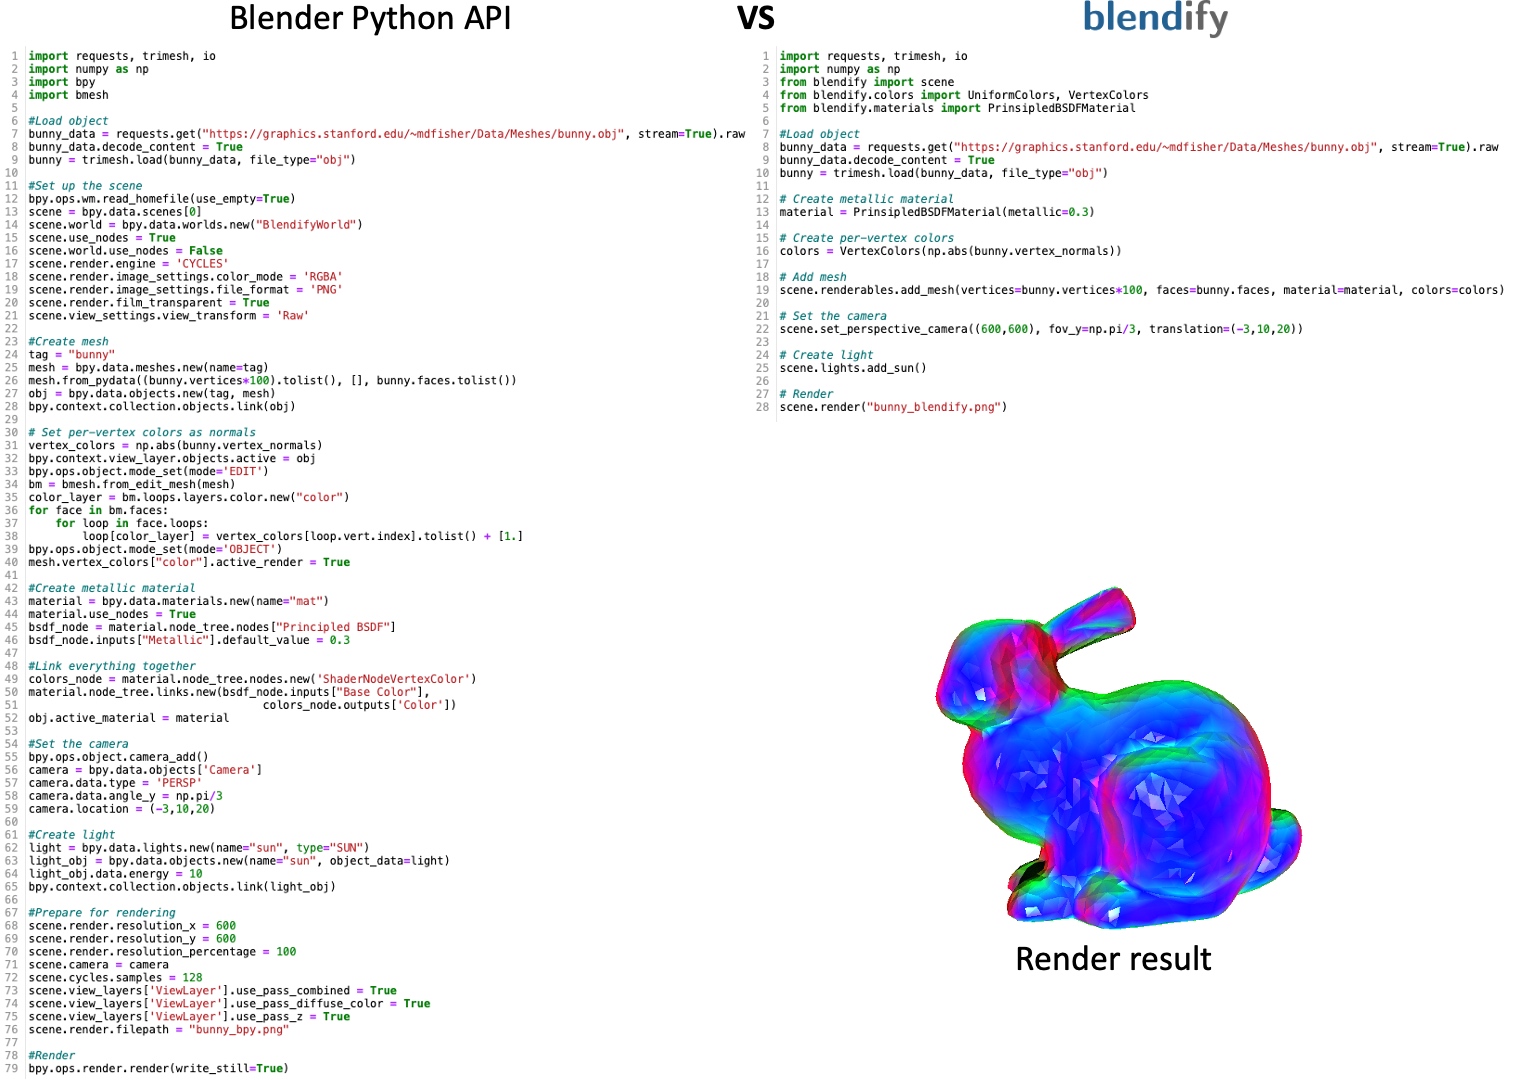 Blender Python API
VS
blendify
1 import requests, trimesh, io
2 import numpy as np
3 import bpy
4 import bmesh
5
6 #Load object
7 bunny_data = requests.get("https://graphics.stanford.edu/~mdfisher/Data/Meshes/bunny.obj", stream=True).raw
8 bunny_data.decode_content = True
9 bunny = trimesh.load(bunny_data, file_type="obj")
10
11 #Set up the scene
12 bpy.ops.wm.read_homefile(use_empty=True)
13 scene = bpy.data.scenes[0]
14 scene.world = bpy.data.worlds.new("BlendifyWorld")
15 scene.use_nodes = True
16 scene.world.use_nodes = False
17 scene.render.engine = 'CYCLES'
18 scene.render.image_settings.color_mode = 'RGBA'
19 scene.render.image_settings.file_format = 'PNG'
20 scene.render.film_transparent = True
21 scene.view_settings.view_transform = 'Raw'
22
23 #Create mesh
24 tag = "bunny"
25 mesh = bpy.data.meshes.new(name=tag)
26 mesh.from_pydata((bunny.vertices*100).tolist(), [], bunny.faces.tolist())
27 obj = bpy.data.objects.new(tag, mesh)
28 bpy.context.collection.objects.link(obj)
29
30 # Set per-vertex colors as normals
31 vertex_colors = np.abs(bunny.vertex_normals)
32 bpy.context.view_layer.objects.active = obj
33 bpy.ops.object.mode_set(mode='EDIT')
34 bm = bmesh.from_edit_mesh(mesh)
35 color_layer = bm.loops.layers.color.new("color")
36 for face in bm.faces:
37     for loop in face.loops:
38         loop[color_layer] = vertex_colors[loop.vert.index].tolist() + [1.]
39 bpy.ops.object.mode_set(mode='OBJECT')
40 mesh.vertex_colors["color"].active_render = True
41
42 #Create metallic material
43 material = bpy.data.materials.new(name="mat")
44 material.use_nodes = True
45 bsdf_node = material.node_tree.nodes["Principled BSDF"]
46 bsdf_node.inputs["Metallic"].default_value = 0.3
47
48 #Link everything together
49 colors_node = material.node_tree.nodes.new('ShaderNodeVertexColor')
50 material.node_tree.links.new(bsdf_node.inputs["Base Color"],
51                                    colors_node.outputs['Color'])
52 obj.active_material = material
53
54 #Set the camera
55 bpy.ops.object.camera_add()
56 camera = bpy.data.objects['Camera']
57 camera.data.type = 'PERSP'
58 camera.data.angle_y = np.pi/3
59 camera.location = (-3,10,20)
60
61 #Create light
62 light = bpy.data.lights.new(name="sun", type="SUN")
63 light_obj = bpy.data.objects.new(name="sun", object_data=light)
64 light_obj.data.energy = 10
65 bpy.context.collection.objects.link(light_obj)
66
67 #Prepare for rendering
68 scene.render.resolution_x = 600
69 scene.render.resolution_y = 600
70 scene.render.resolution_percentage = 100
71 scene.camera = camera
72 scene.cycles.samples = 128
73 scene.view_layers['ViewLayer'].use_pass_combined = True
74 scene.view_layers['ViewLayer'].use_pass_diffuse_color = True
75 scene.view_layers['ViewLayer'].use_pass_z = True
76 scene.render.filepath = "bunny_bpy.png"
77
78 #Render
79 bpy.ops.render.render(write_still=True)
1 import requests, trimesh, io
2 import numpy as np
3 from blendify import scene
4 from blendify.colors import UniformColors, VertexColors
5 from blendify.materials import PrinsipledBSDFMaterial
6
7 #Load object
8 bunny_data = requests.get("https://graphics.stanford.edu/~mdfisher/Data/Meshes/bunny.obj", stream=True).raw
9 bunny_data.decode_content = True
10 bunny = trimesh.load(bunny_data, file_type="obj")
11
12 # Create metallic material
13 material = PrinsipledBSDFMaterial(metallic=0.3)
14
15 # Create per-vertex colors
16 colors = VertexColors(np.abs(bunny.vertex_normals))
17
18 # Add mesh
19 scene.renderables.add_mesh(vertices=bunny.vertices*100, faces=bunny.faces, material=material, colors=colors)
20
21 # Set the camera
22 scene.set_perspective_camera((600,600), fov_y=np.pi/3, translation=(-3,10,20))
23
24 # Create light
25 scene.lights.add_sun()
26
27 # Render
28 scene.render("bunny_blendify.png")
Render result